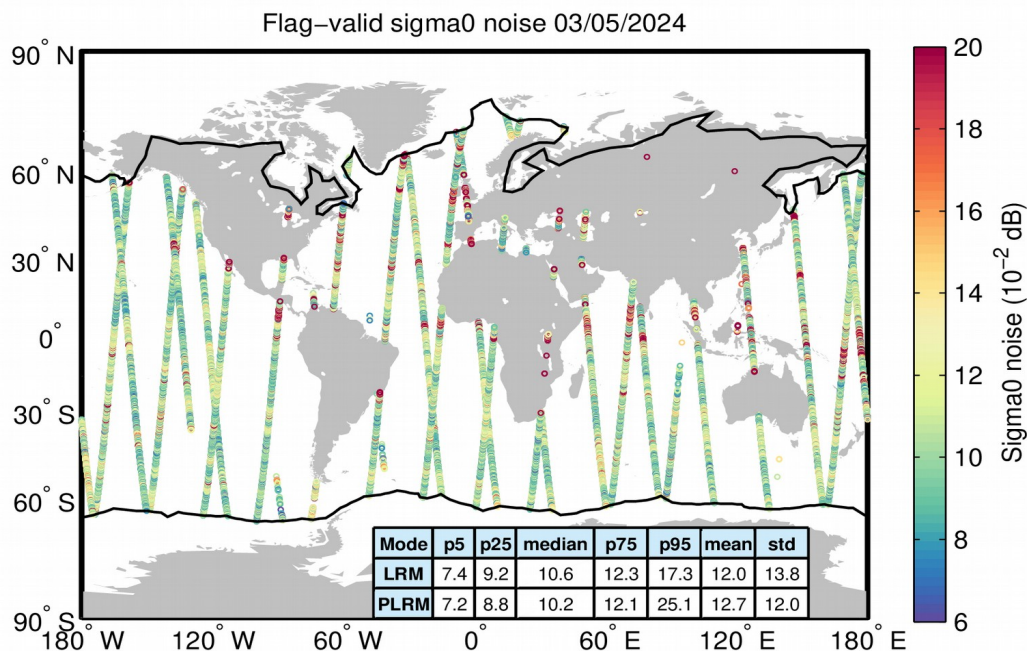 Flag−valid sigma0 noise 03/05/2024
90° N
60° N
30° N
0°
30° S
60° S
90° S
180° W
120° W
60° W
0°
60° E
120° E
180° E
Mode p5 p25 median p75 p95 mean std
LRM 7.4 9.2 10.6 12.3 17.3 12.0 13.8
PLRM 7.2 8.8 10.2 12.1 25.1 12.7 12.0
20
18
16
14
12
10
8
6
Sigma0 noise (10⁻² dB)